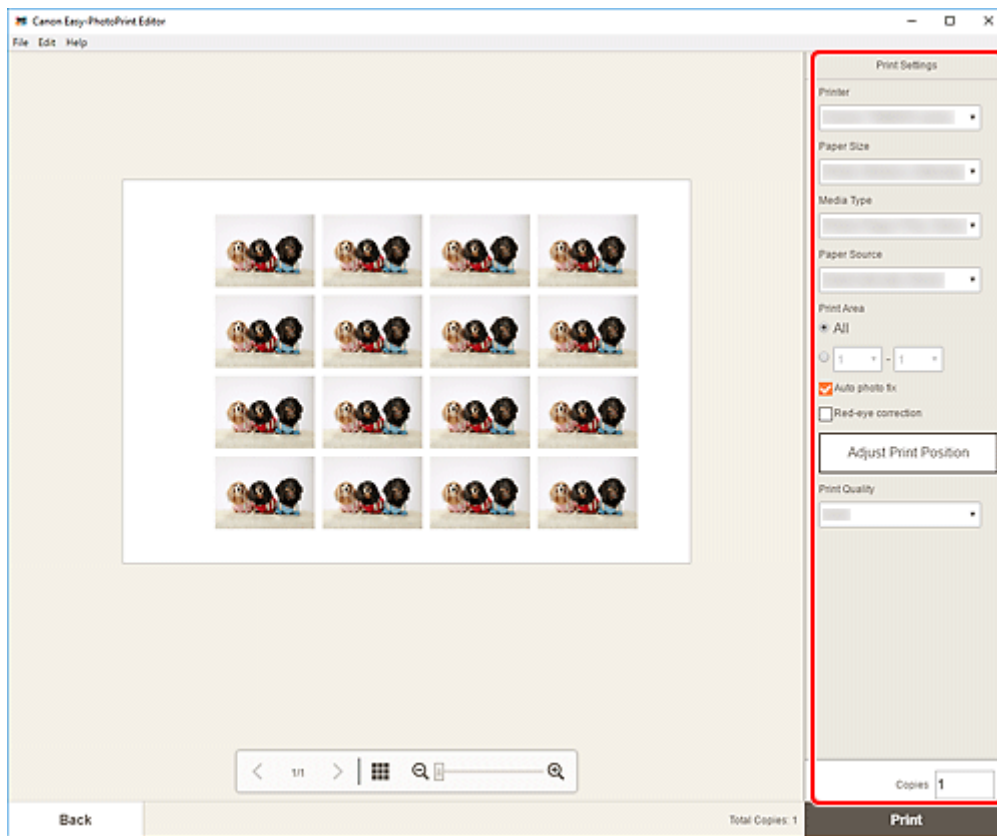 Canon Easy-PhotoPrint Editor
File Edit Help
Print Settings
Printer
Paper Size
Media Type
Paper Source
Print Area
All
1 - 1
Auto photo fix
Red-eye correction
Adjust Print Position
Print Quality
1/1
Copies 1
Back
Total Copies: 1
Print